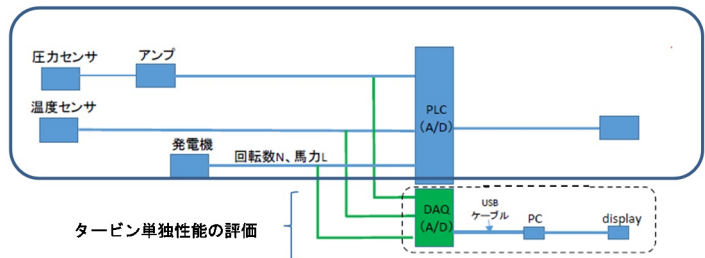 圧力センサ
アンプ
温度センサ
発電機
回転数N、馬力L
PLC
(A/D)
DAQ
(A/D)
USB
ケーブル
PC
display
タービン単独性能の評価